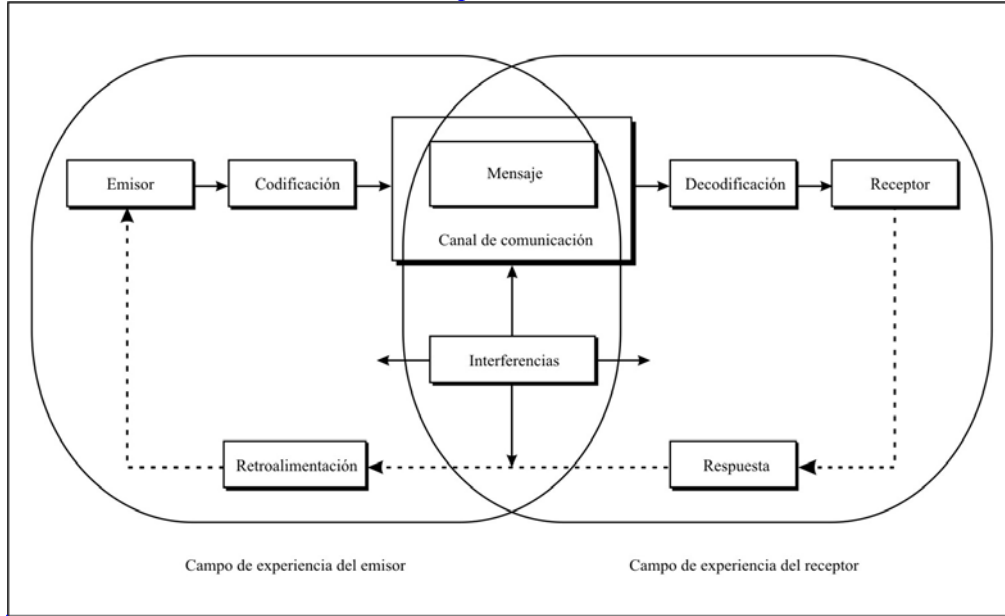 Emisor
Codificación
Mensaje
Canal de comunicación
Decodificación
Receptor
Interferencias
Retroalimentación
Respuesta
Campo de experiencia del emisor
Campo de experiencia del receptor